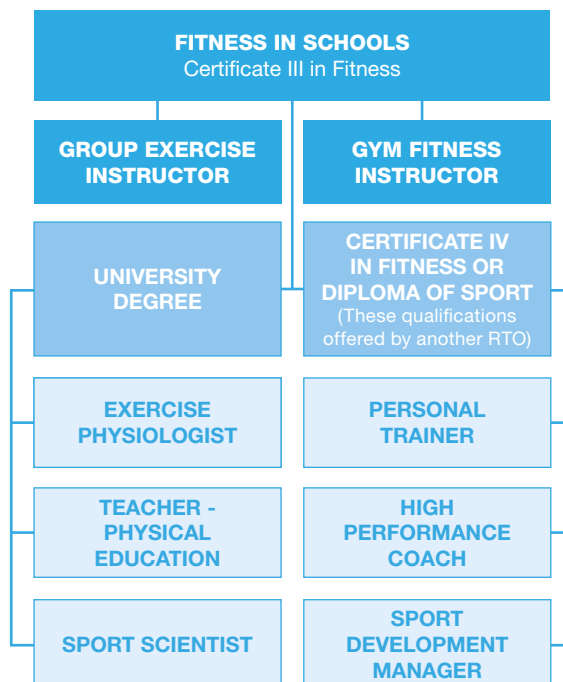 FITNESS IN SCHOOLS
Certificate III in Fitness
GROUP EXERCISE
INSTRUCTOR
GYM FITNESS
INSTRUCTOR
UNIVERSITY
DEGREE
CERTIFICATE IV
IN FITNESS OR
DIPLOMA OF SPORT
(These qualifications
offered by another RTO)
EXERCISE
PHYSIOLOGIST
PERSONAL
TRAINER
TEACHER -
PHYSICAL
EDUCATION
HIGH
PERFORMANCE
COACH
SPORT SCIENTIST
SPORT
DEVELOPMENT
MANAGER